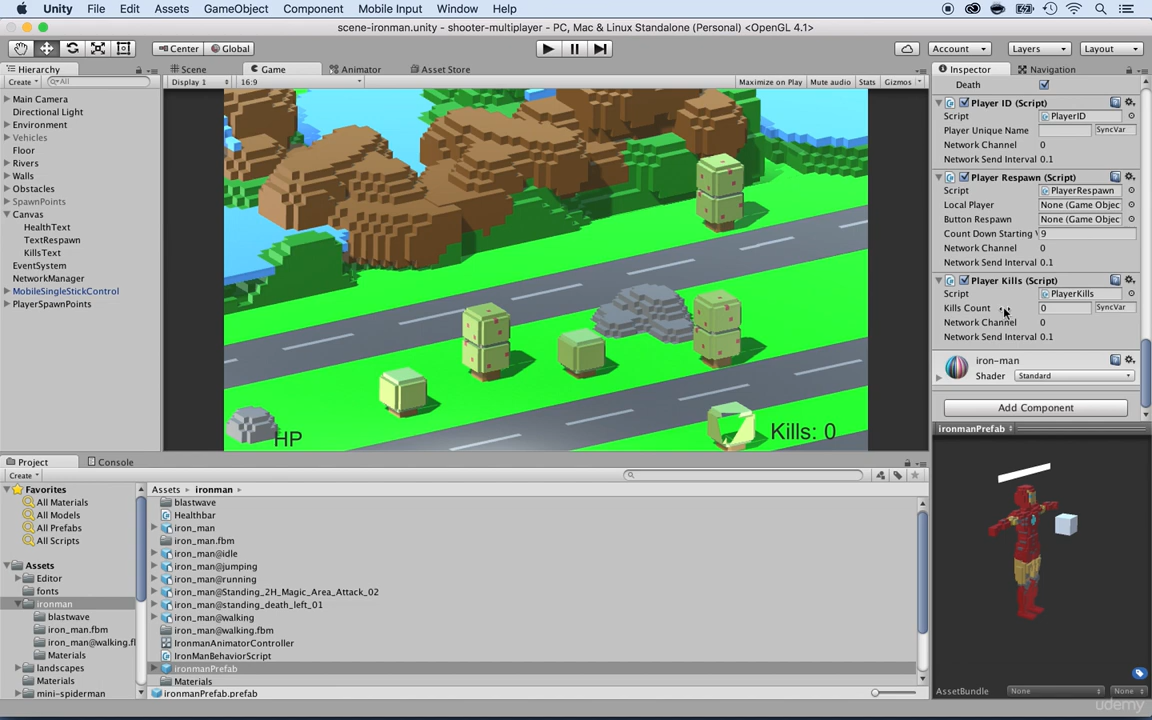 Unity File Edit Assets GameObject Component Mobile Input Window Help
scene-ironman.unity - shooter-multiplayer - PC, Mac & Linux Standalone (Personal) <OpenGL 4.1>
Center Global Account Layers Layout
Hierarchy Scene Game Animator Asset Store Inspector Navigation
Create All Display 1 16:9 Maximize on Play Mute audio Stats Gizmos
Death
Main Camera
Directional Light
Environment
Vehicles
Floor
Rivers
Walls
Obstacles
SpawnPoints
Canvas
HealthText
TextRespawn
KillsText
EventSystem
NetworkManager
MobileSingleStickControl
PlayerSpawnPoints
HP
Kills: 0
Player ID (Script)
Script PlayerID
Player Unique Name SyncVar
Network Channel 0
Network Send Interval 0.1
Player Respawn (Script)
Script PlayerRespawn
Local Player None (Game Objec
Button Respawn None (Game Objec
Count Down Starting 9
Network Channel 0
Network Send Interval 0.1
Player Kills (Script)
Script PlayerKills
Kills Count 0 SyncVar
Network Channel 0
Network Send Interval 0.1
iron-man
Shader Standard
Add Component
ironmanPrefab
AssetBundle None None
Project Console
Create
Favorites
All Materials
All Models
All Prefabs
All Scripts
Assets
Editor
fonts
ironman
blastwave
iron_man.fbm
iron_man@walking.fl
Materials
landscapes
Materials
mini-spiderman
Assets ironman
blastwave
Healthbar
iron_man
iron_man.fbm
iron_man@idle
iron_man@jumping
iron_man@running
iron_man@Standing_2H_Magic_Area_Attack_02
iron_man@standing_death_left_01
iron_man@walking
iron_man@walking.fbm
IronmanAnimatorController
IronManBehaviorScript
ironmanPrefab
Materials
ironmanPrefab.prefab
udemy